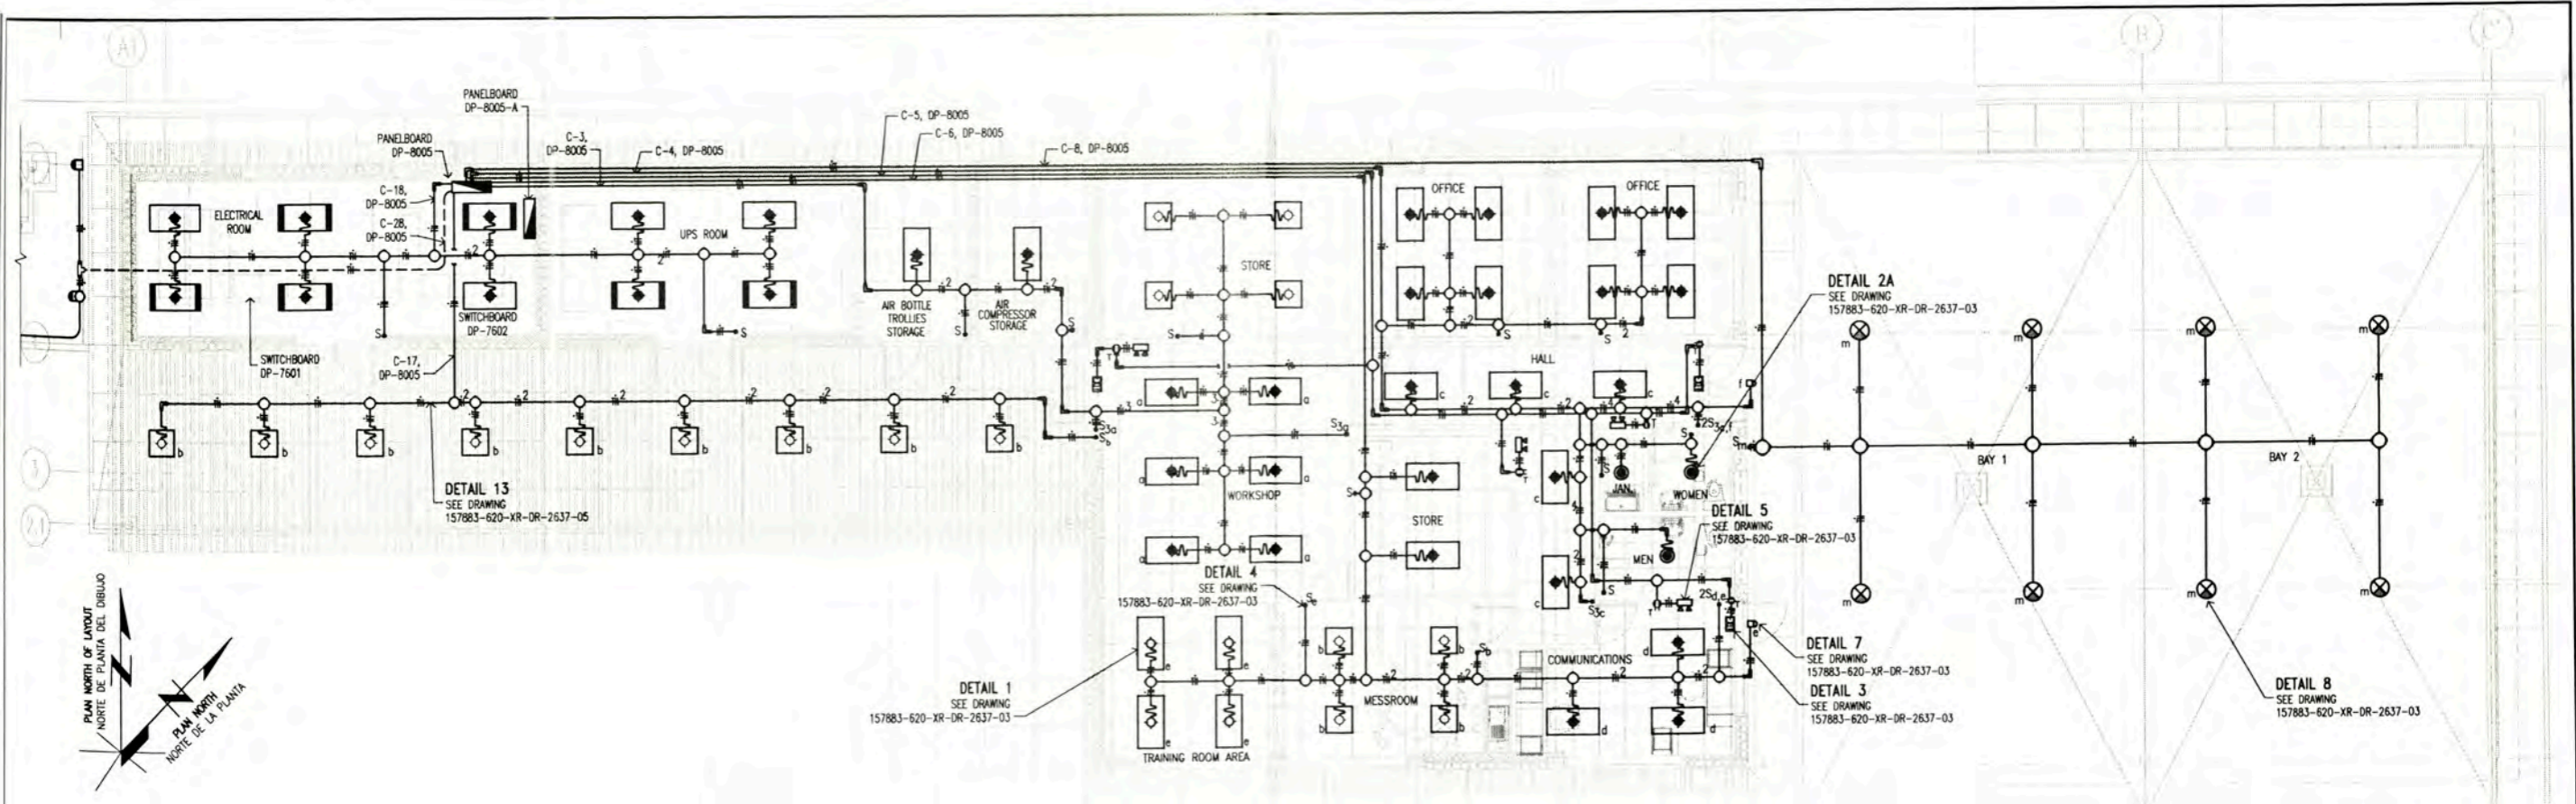 A1
B
C'
PANELBOARD
DP-8005-A
PANELBOARD
DP-8005
C-3,
DP-8005
C-4, DP-8005
C-5, DP-8005
C-6, DP-8005
C-8, DP-8005
C-18,
DP-8005
C-28,
DP-8005
ELECTRICAL
ROOM
UPS ROOM
SWITCHBOARD
DP-7602
SWITCHBOARD
DP-7601
C-17,
DP-8005
AIR BOTTLE
TROLLIES
STORAGE
AIR
COMPRESSOR
STORAGE
STORE
OFFICE
OFFICE
HALL
DETAIL 2A
SEE DRAWING
157883-620-XR-DR-2637-03
BAY 1
BAY 2
3
2.1
DETAIL 13
SEE DRAWING
157883-620-XR-DR-2637-05
WORKSHOP
STORE
JAN
WOMEN
MEN
DETAIL 5
SEE DRAWING
157883-620-XR-DR-2637-03
DETAIL 4
SEE DRAWING
157883-620-XR-DR-2637-03
DETAIL 1
SEE DRAWING
157883-620-XR-DR-2637-03
MESSROOM
COMMUNICATIONS
TRAINING ROOM AREA
DETAIL 7
SEE DRAWING
157883-620-XR-DR-2637-03
DETAIL 3
SEE DRAWING
157883-620-XR-DR-2637-03
DETAIL 8
SEE DRAWING
157883-620-XR-DR-2637-03
PLAN NORTH OF LAYOUT
NORTE DE PLANTA DEL DIBUJO
PLAN NORTH
NORTE DE LA PLANTA